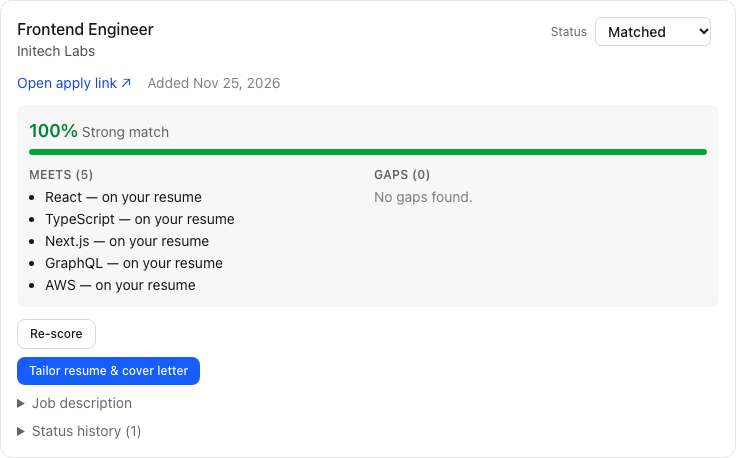 Frontend Engineer
Status
Matched
Initech Labs
Open apply link ↗ Added Nov 25, 2026
100% Strong match
MEETS (5)
React — on your resume
TypeScript — on your resume
Next.js — on your resume
GraphQL — on your resume
AWS — on your resume
GAPS (0)
No gaps found.
Re-score
Tailor resume & cover letter
Job description
Status history (1)